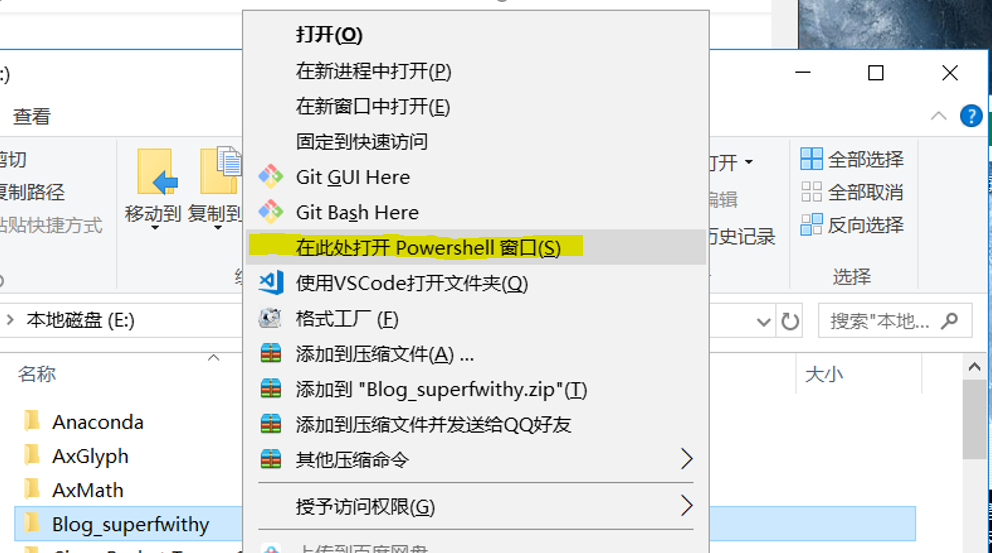 打开(O)
在新进程中打开(P)
在新窗口中打开(E)
固定到快速访问
Git GUI Here
Git Bash Here
在此处打开 Powershell 窗口(S)
使用VSCode打开文件夹(Q)
格式工厂 (F)
添加到压缩文件(A) ...
添加到 "Blog_superfwithy.zip"(T)
添加到压缩文件并发送给QQ好友
其他压缩命令
授予访问权限(G)
上传到百度网盘
:)
查看
剪切
复制路径
粘贴快捷方式
移动到
复制到
打开
编辑
历史记录
全部选择
全部取消
反向选择
选择
本地磁盘 (E:)
搜索"本地...
名称
大小
Anaconda
AxGlyph
AxMath
Blog_superfwithy